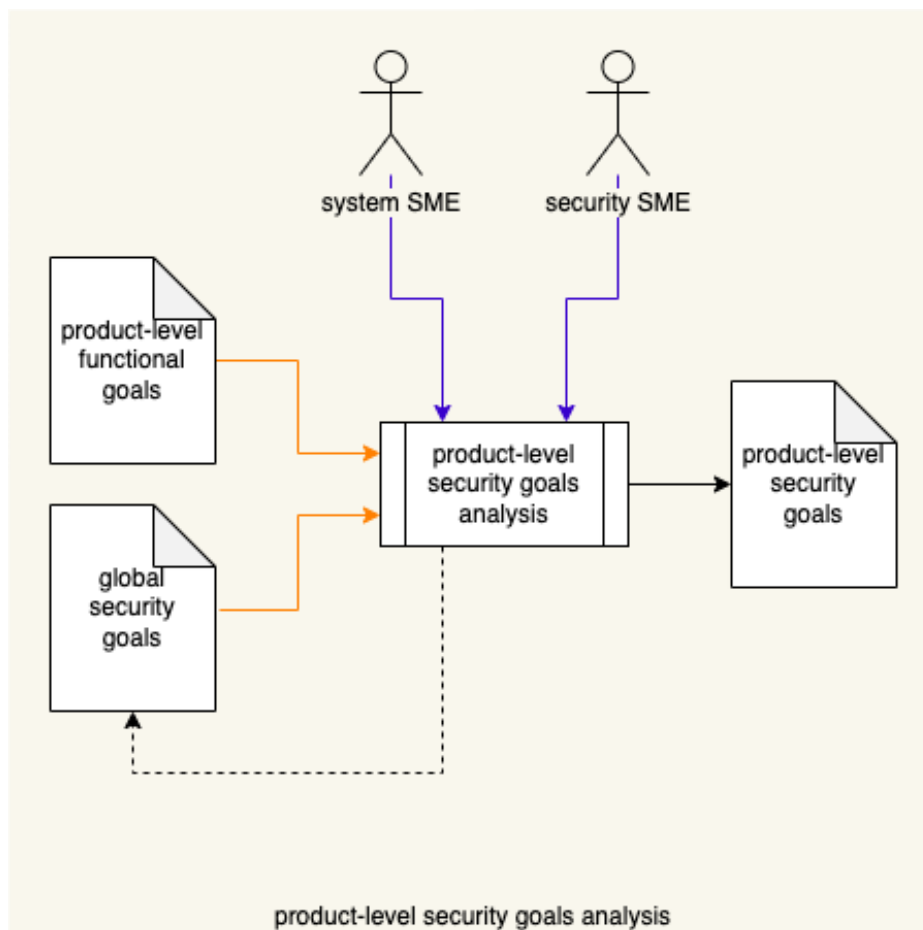 system SME
security SME
product-level
functional
goals
product-level
security goals
analysis
product-level
security
goals
global
security
goals
product-level security goals analysis